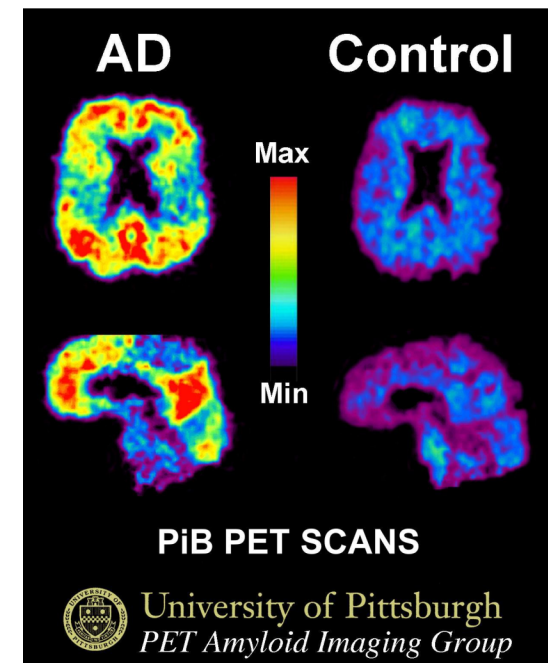 AD Control
Max
Min
PiB PET SCANS
University of Pittsburgh
PET Amyloid Imaging Group